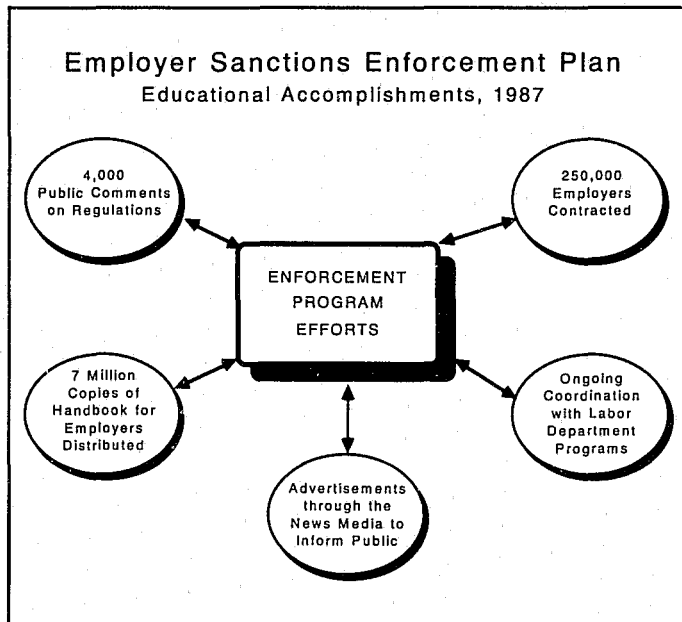 Employer Sanctions Enforcement Plan
Educational Accomplishments, 1987
4,000
Public Comments
on Regulations
250,000
Employers
Contracted
ENFORCEMENT
PROGRAM
EFFORTS
7 Million
Copies of
Handbook for
Employers
Distributed
Ongoing
Coordination
with Labor
Department
Programs
Advertisements
through the
News Media to
Inform Public